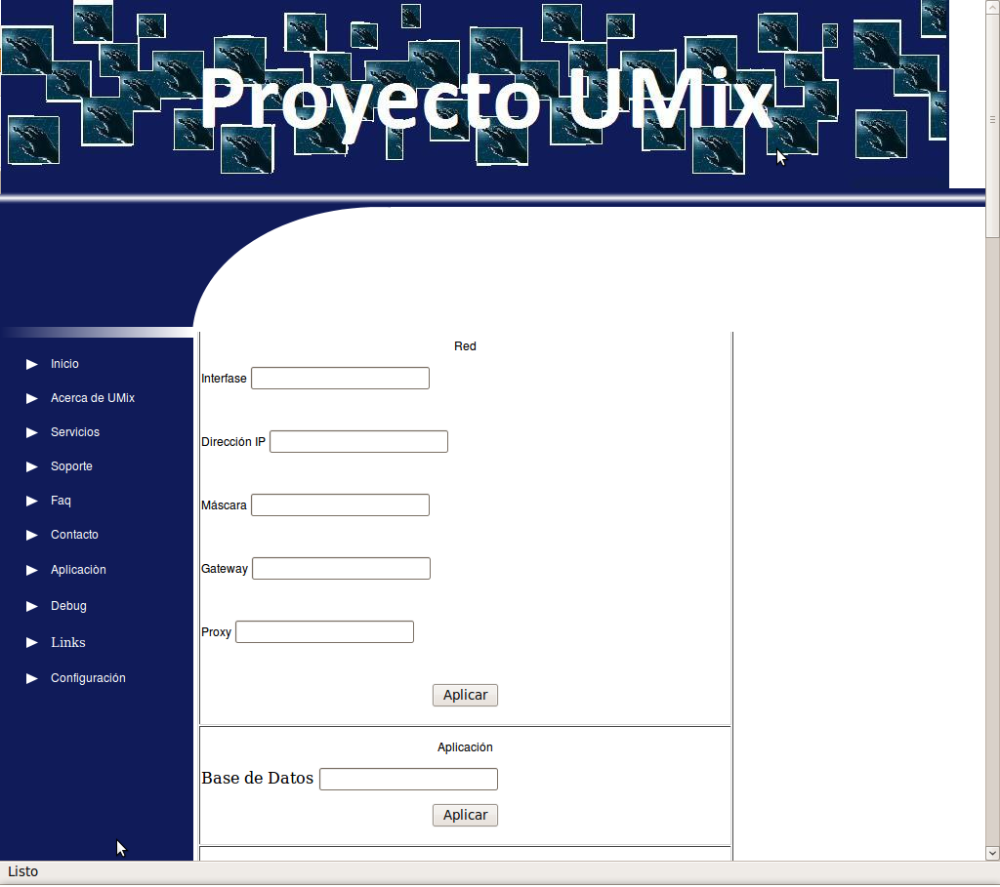 Proyecto UMix
Inicio
Acerca de UMix
Servicios
Soporte
Faq
Contacto
Aplicaciòn
Debug
Links
Configuración
Red
Interfase
Dirección IP
Máscara
Gateway
Proxy
Aplicar
Aplicación
Base de Datos
Aplicar
Listo